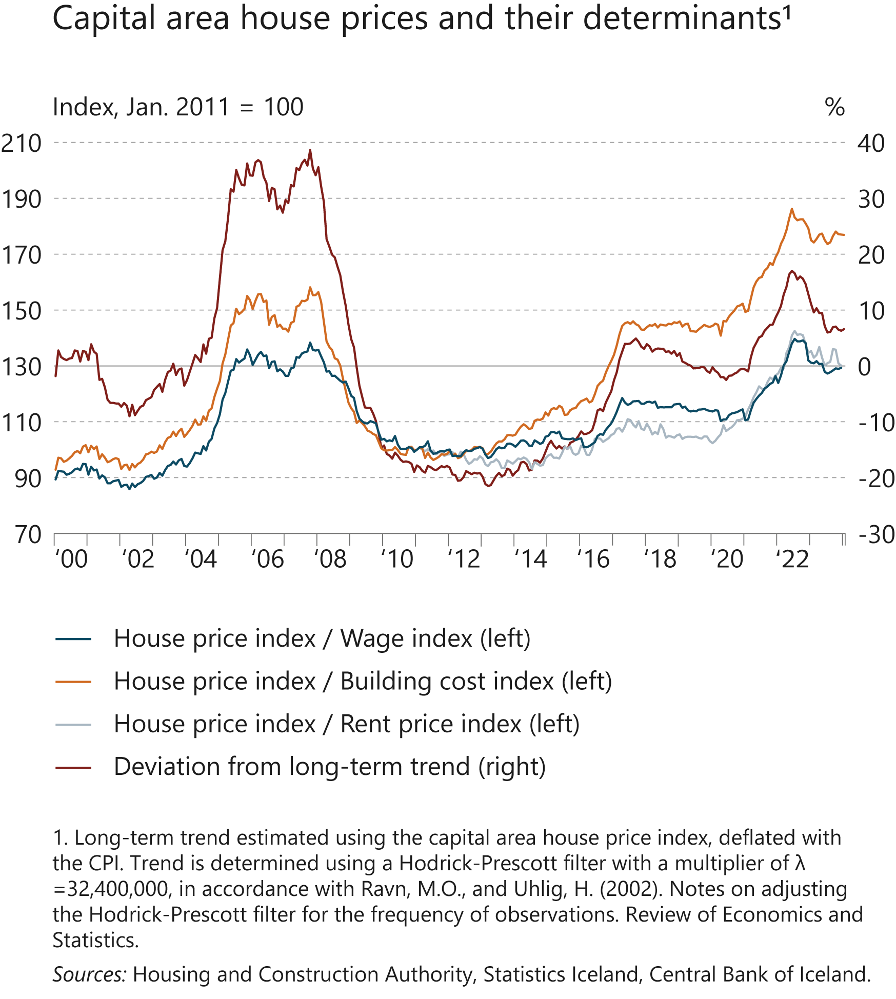 Capital area house prices and their determinants¹
Index, Jan. 2011 = 100 %
210 40
190 30
170 20
150 10
130 0
110 -10
90 -20
70 -30
‘00 ‘02 ‘04 ‘06 ‘08 ‘10 ‘12 ‘14 ‘16 ‘18 ‘20 ‘22
House price index / Wage index (left)
House price index / Building cost index (left)
House price index / Rent price index (left)
Deviation from long-term trend (right)
1. Long-term trend estimated using the capital area house price index, deflated with
the CPI. Trend is determined using a Hodrick-Prescott filter with a multiplier of λ
=32,400,000, in accordance with Ravn, M.O., and Uhlig, H. (2002). Notes on adjusting
the Hodrick-Prescott filter for the frequency of observations. Review of Economics and
Statistics.
Sources: Housing and Construction Authority, Statistics Iceland, Central Bank of Iceland.